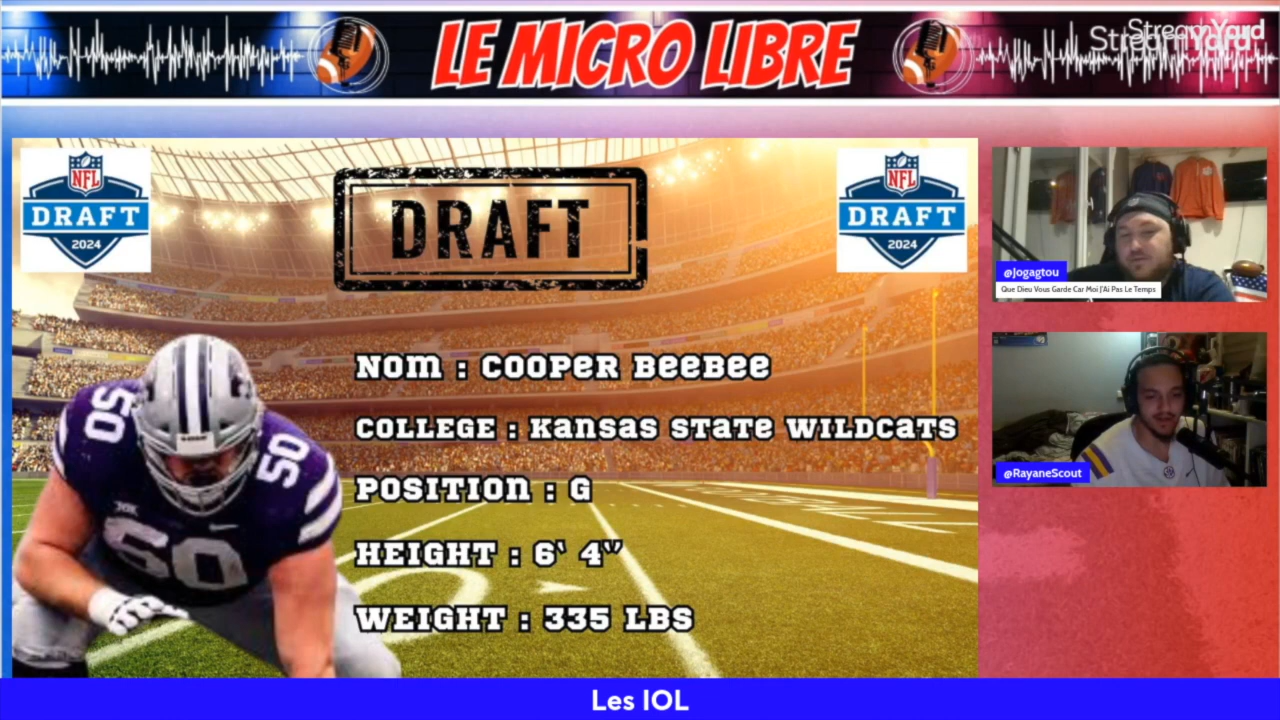 LE MICRO LIBRE
StreamYard
StreamYard
NFL
DRAFT
2024
DRAFT
NFL
DRAFT
2024
NOM : COOPER BEEBEE
COLLEGE : KANSAS STATE WILDCATS
POSITION : G
HEIGHT : 6' 4"
WEIGHT : 335 LBS
50
50
50
@Jogagtou
Que Dieu Vous Garde Car Moi J'Ai Pas Le Temps
@RayaneScout
Les IOL